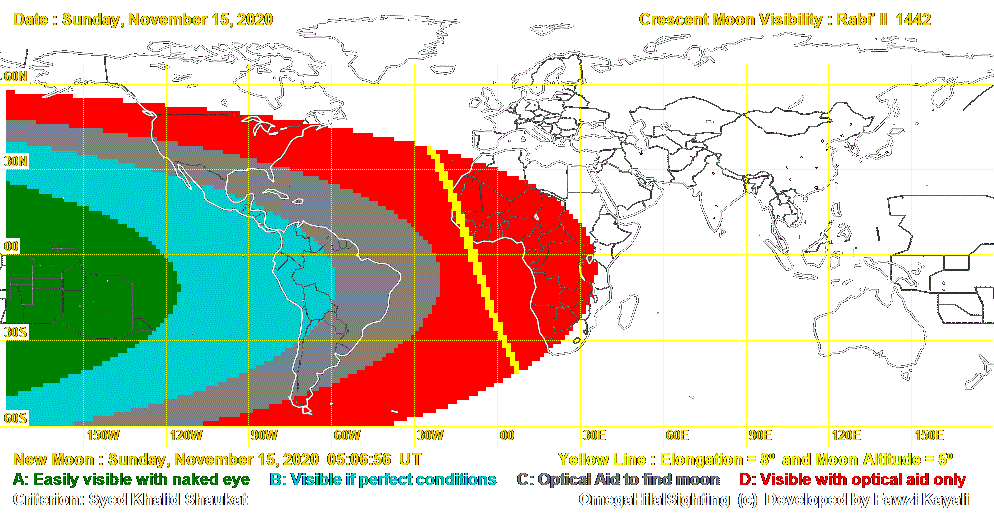 Date : Sunday, November 15, 2020 Crescent Moon Visibility : Rabi' II 1442
60N
30N
00
30S
60S
150W 120W 90W 60W 30W 00 30E 60E 90E 120E 150E
New Moon : Sunday, November 15, 2020 05:06:56 UT Yellow Line : Elongation = 8° and Moon Altitude = 5°
A: Easily visible with naked eye B: Visible if perfect conditions C: Optical Aid to find moon D: Visible with optical aid only
Criterion: Syed Khalid Shaukat OmegaHilalSighting (c) Developed by Fawzi Kayali